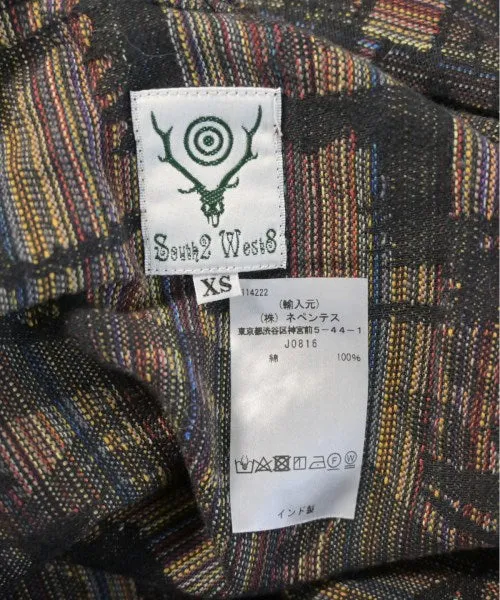 South2 West8
XS
114222
(輸入元)
(株) ネペンテス
東京都渋谷区神宮前5-44-1
J0816
綿 100%
F W
インド製